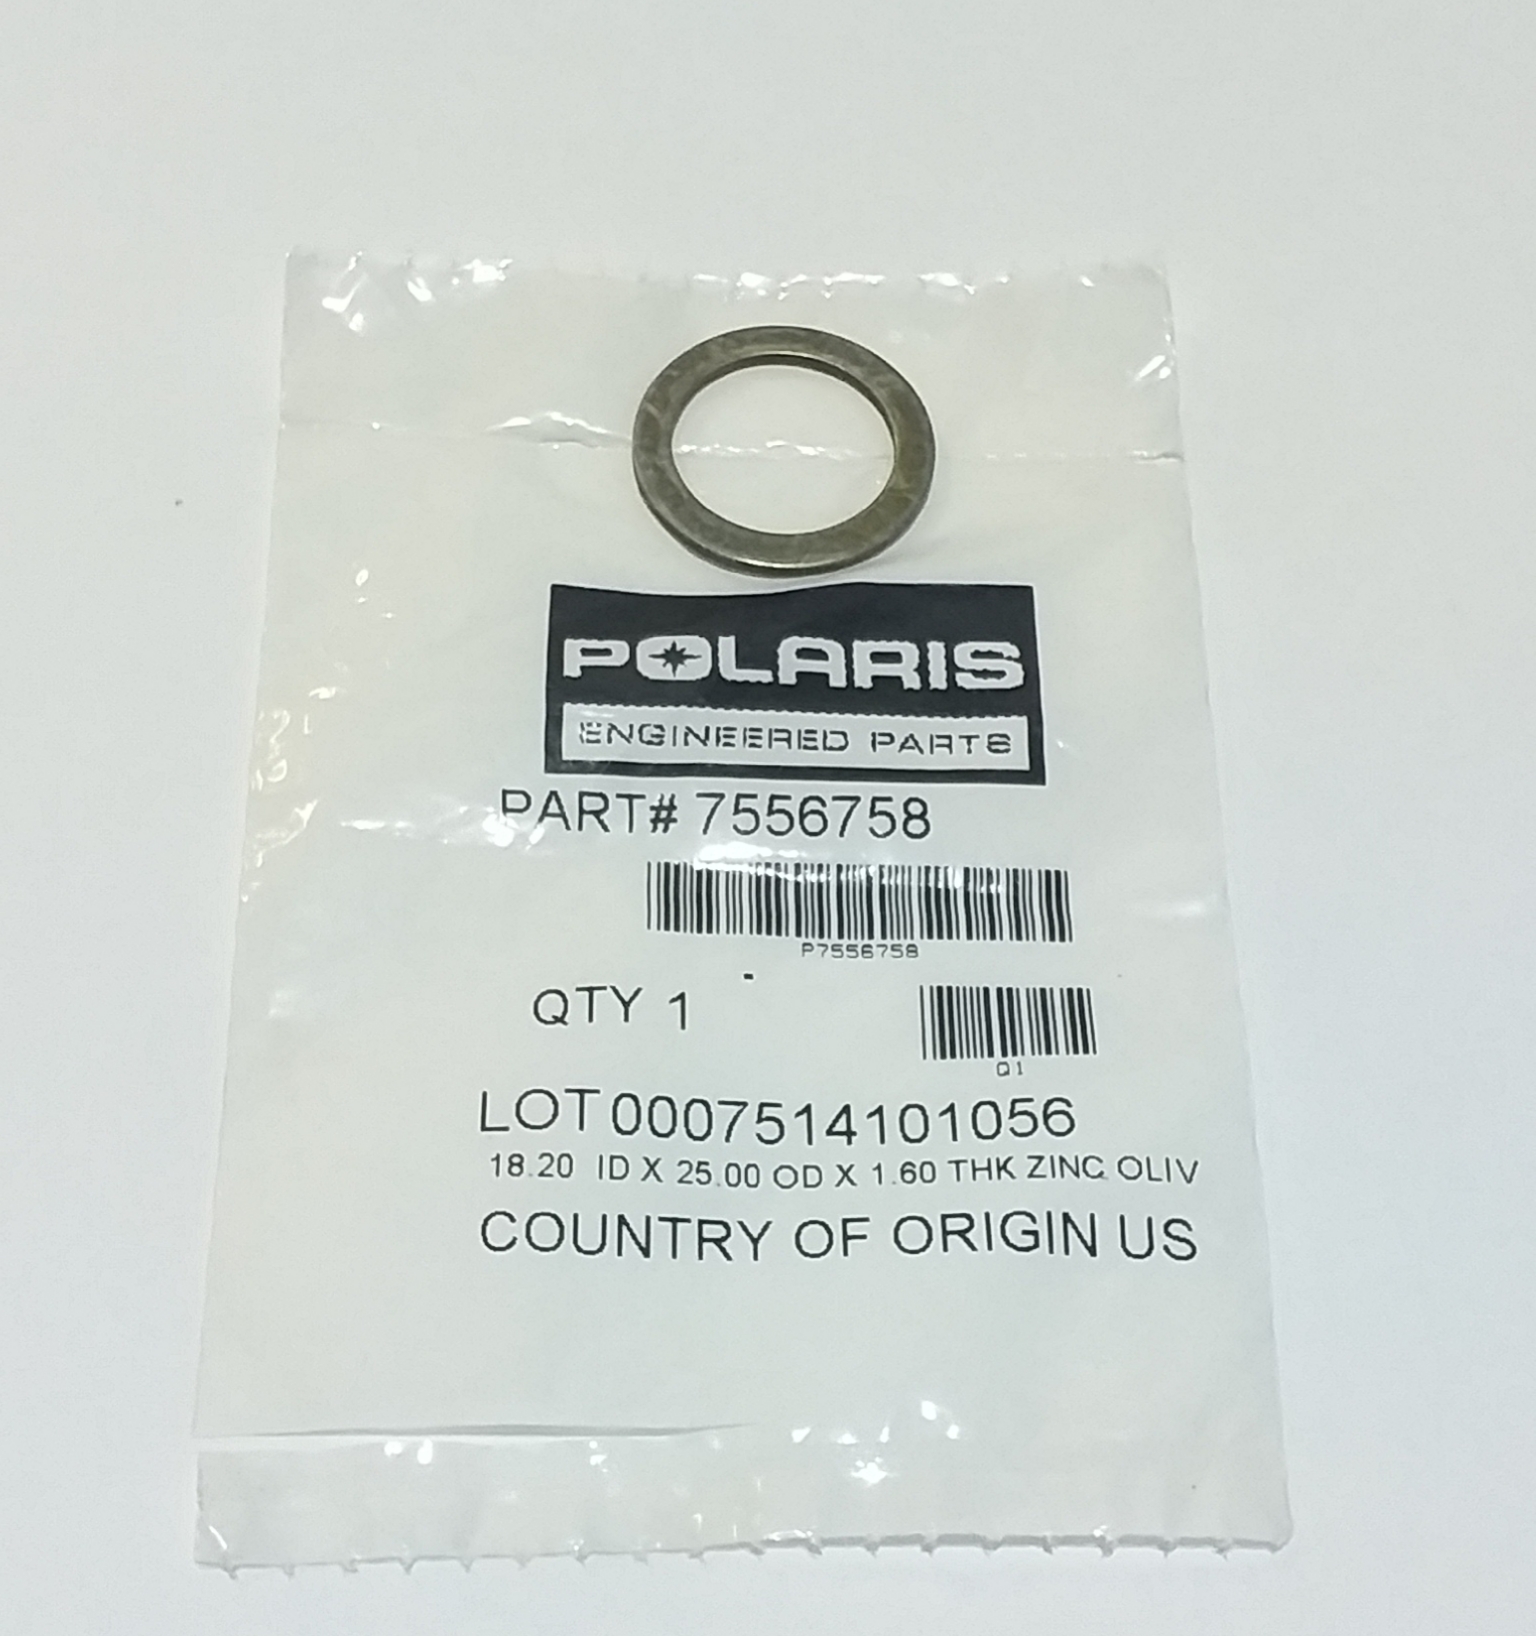 POLARIS
ENGINEERED PARTS
PART# 7556758
P7556758
QTY 1
Q1
LOT 0007514101056
18.20 ID X 25.00 OD X 1.60 THK ZINC OLIV
COUNTRY OF ORIGIN US